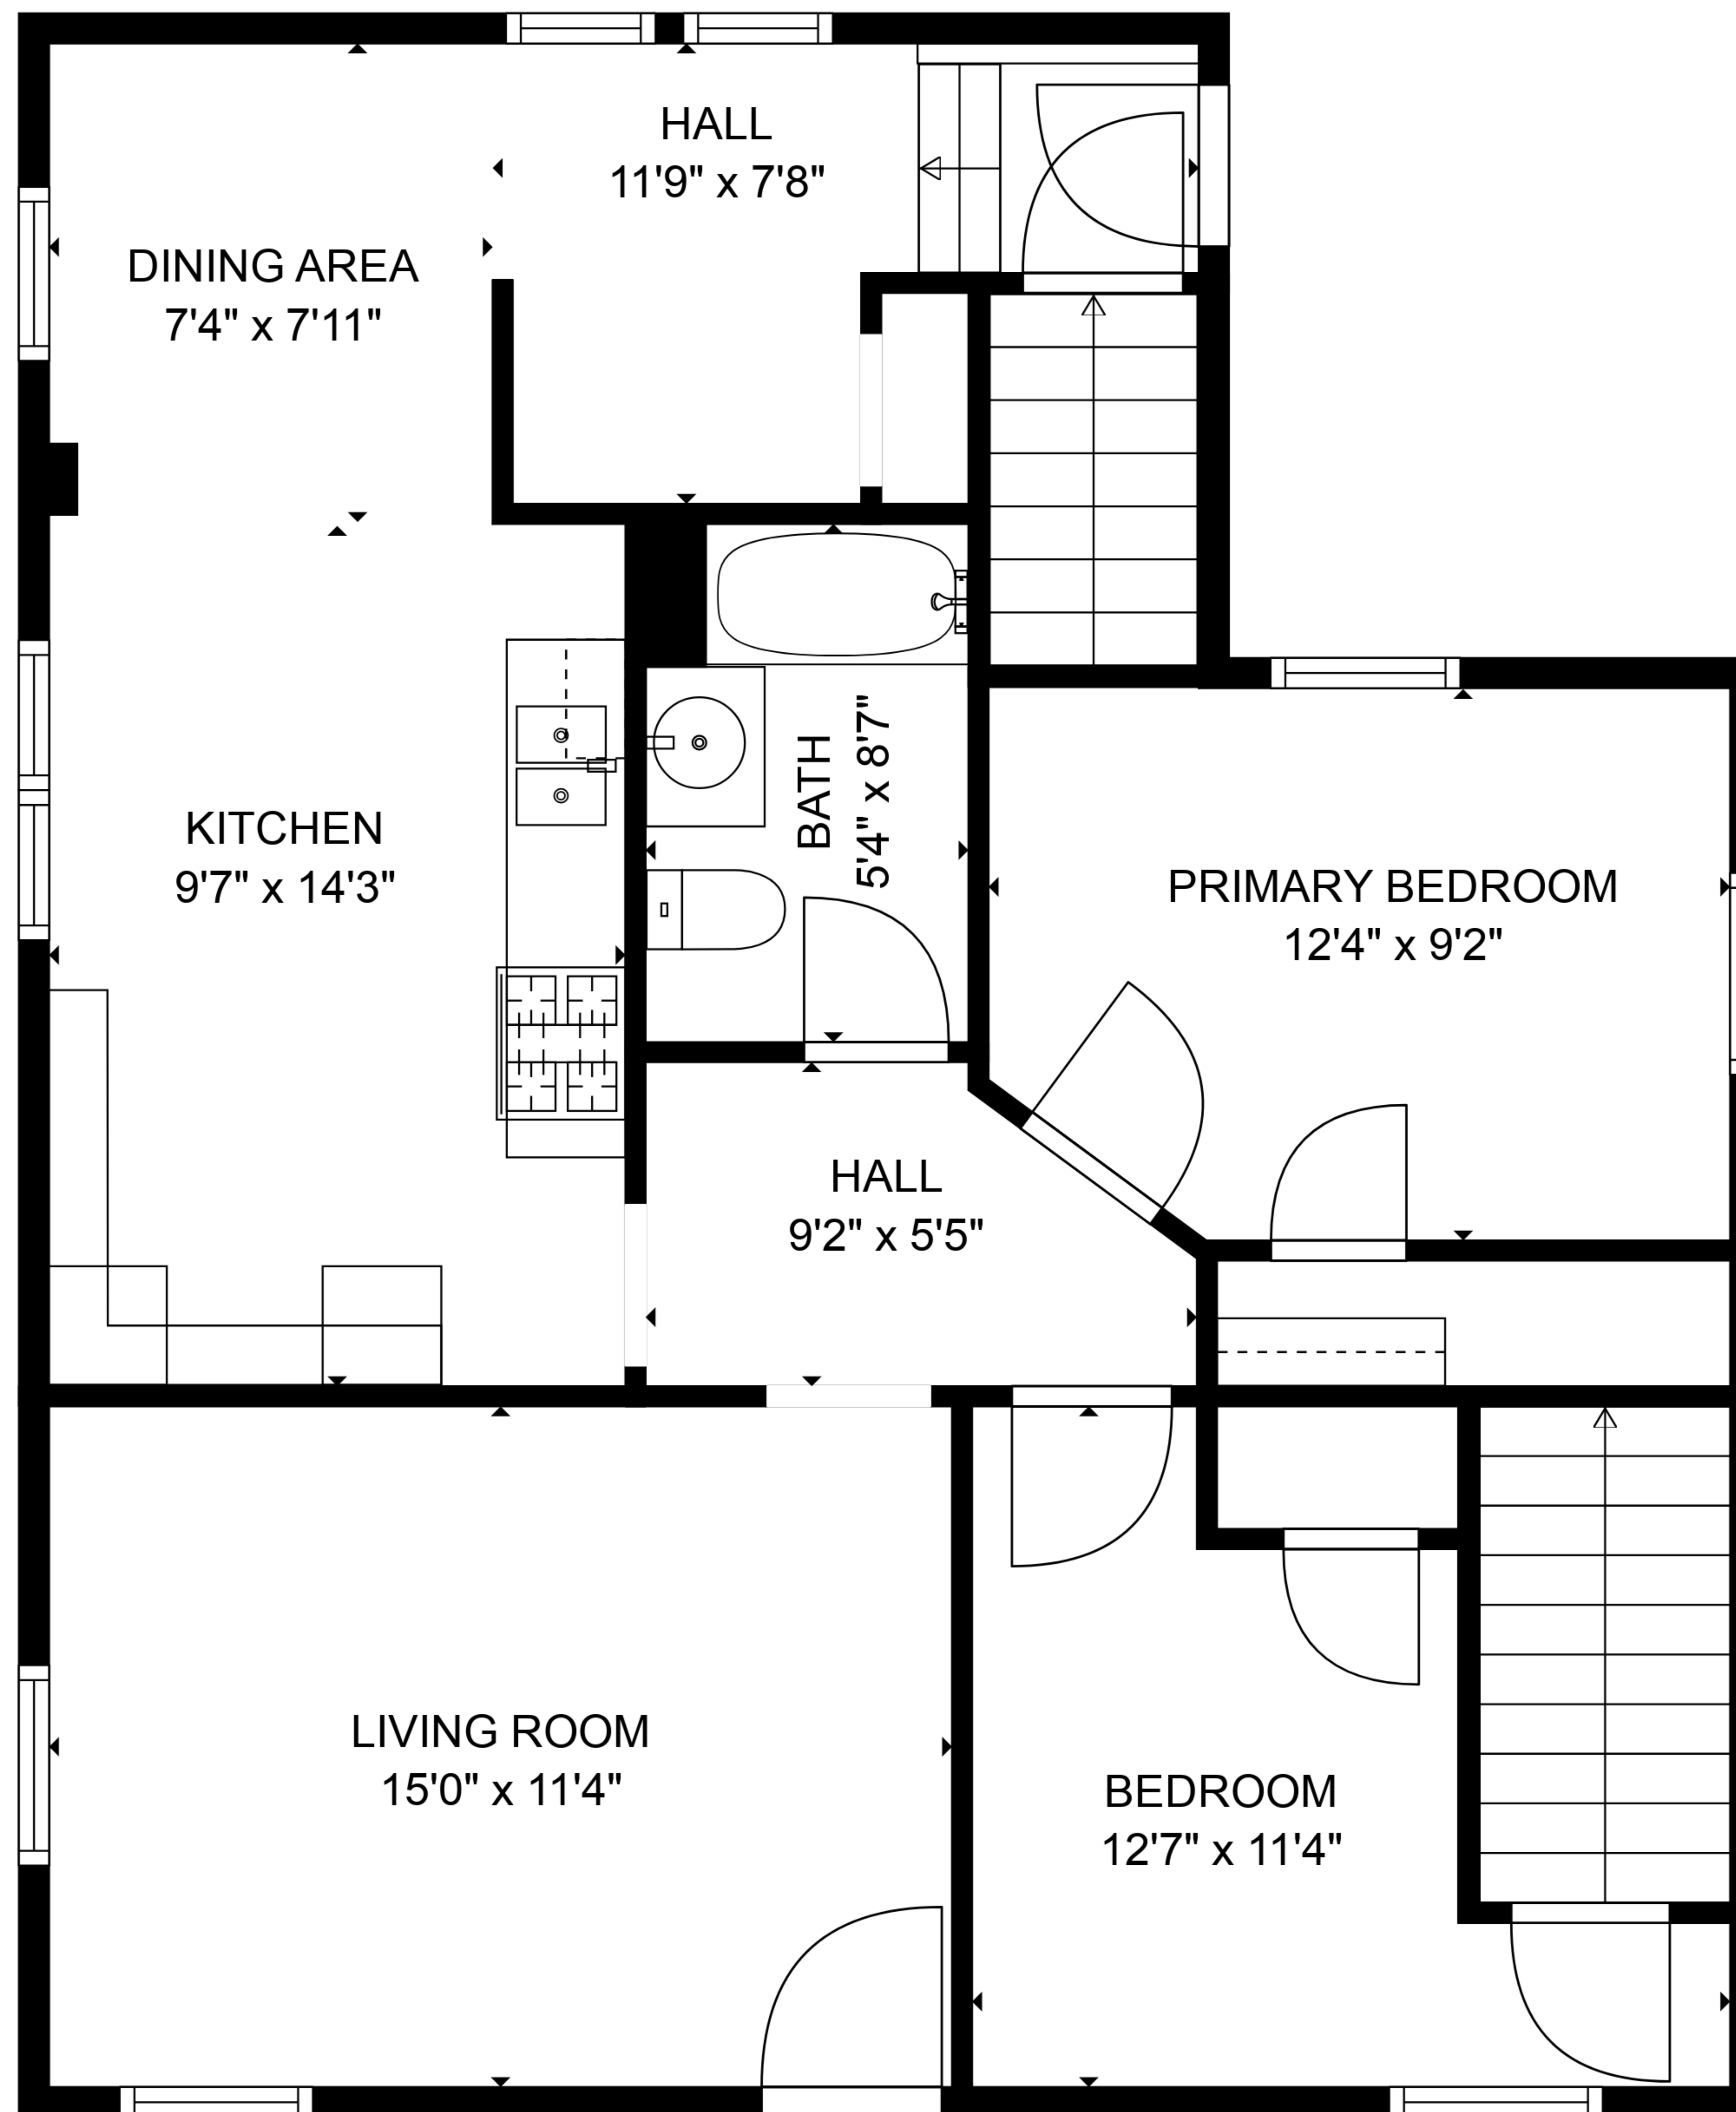 HALL
11'9" x 7'8"
DINING AREA
7'4" x 7'11"
KITCHEN
9'7" x 14'3"
BATH
5'4" x 8'7"
PRIMARY BEDROOM
12'4" x 9'2"
HALL
9'2" x 5'5"
LIVING ROOM
15'0" x 11'4"
BEDROOM
12'7" x 11'4"